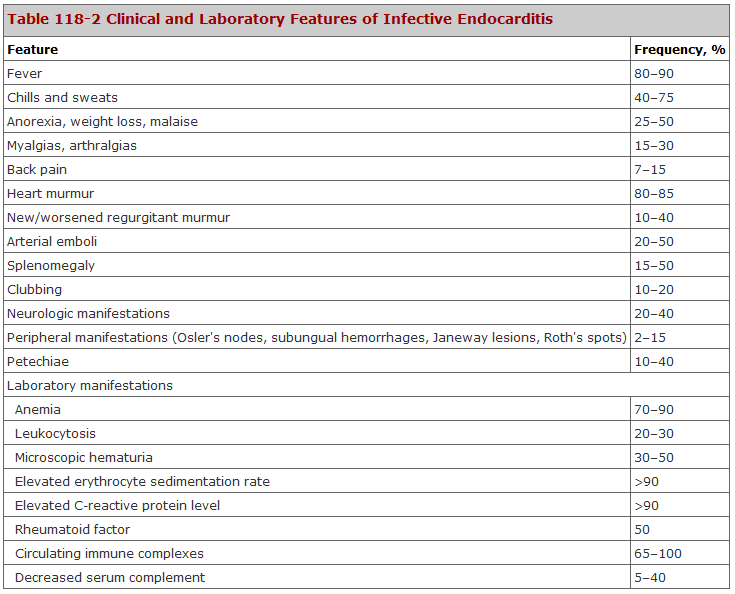 Table 118-2 Clinical and Laboratory Features of Infective Endocarditis
Feature Frequency, %
Fever 80–90
Chills and sweats 40–75
Anorexia, weight loss, malaise 25–50
Myalgias, arthralgias 15–30
Back pain 7–15
Heart murmur 80–85
New/worsened regurgitant murmur 10–40
Arterial emboli 20–50
Splenomegaly 15–50
Clubbing 10–20
Neurologic manifestations 20–40
Peripheral manifestations (Osler's nodes, subungual hemorrhages, Janeway lesions, Roth's spots) 2–15
Petechiae 10–40
Laboratory manifestations
Anemia 70–90
Leukocytosis 20–30
Microscopic hematuria 30–50
Elevated erythrocyte sedimentation rate >90
Elevated C-reactive protein level >90
Rheumatoid factor 50
Circulating immune complexes 65–100
Decreased serum complement 5–40